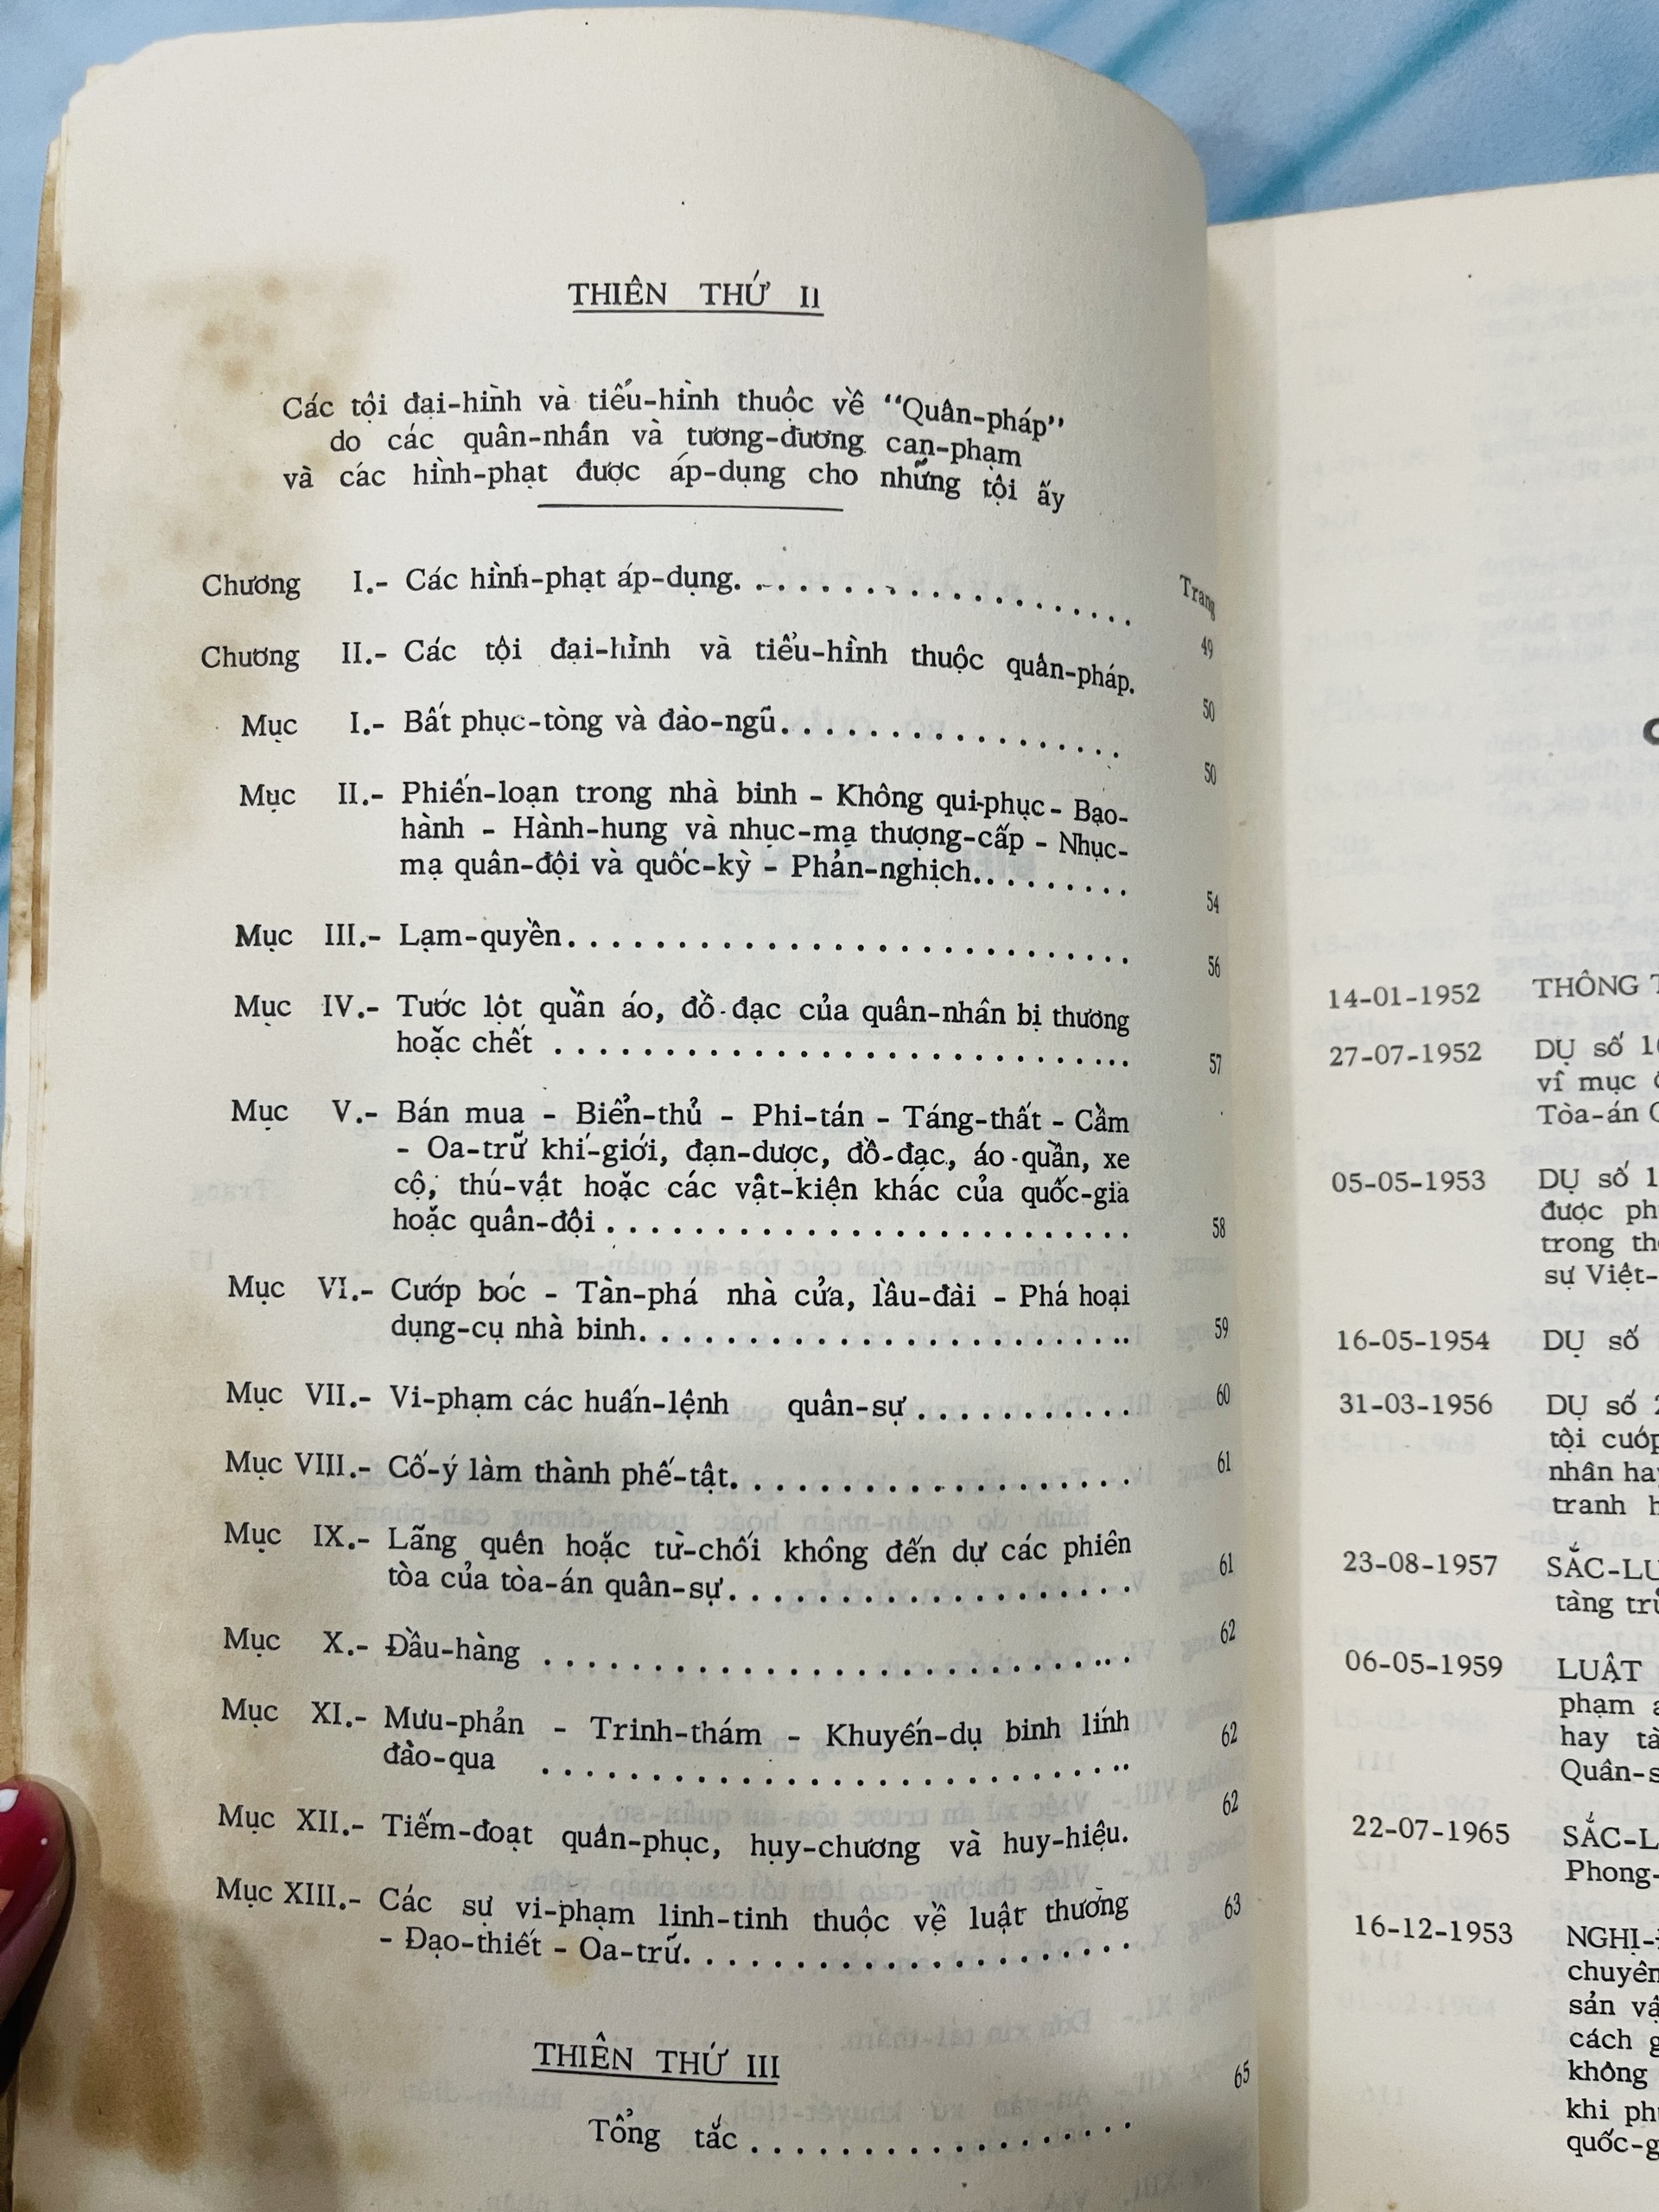 THIÊN THỨ II
Các tội đại-hình và tiểu-hình thuộc về “Quân-pháp”
do các quân-nhân và tương-đương can-phạm
và các hình-phạt được áp-dụng cho những tội ấy
Trang
Chương I.- Các hình-phạt áp-dụng. . . . . . . . . . . . . . . . . . . 49
Chương II.- Các tội đại-hình và tiểu-hình thuộc quân-pháp. 50
Mục I.- Bất phục-tòng và đào-ngũ. . . . . . . . . . . . . . . . . 50
Mục II.- Phiến-loạn trong nhà binh - Không qui-phục - Bạo-
hành - Hành-hung và nhục-mạ thượng-cấp - Nhục-
mạ quân-đội và quốc-kỳ - Phản-nghịch. . . . . . . . . 54
Mục III.- Lạm-quyền. . . . . . . . . . . . . . . . . . . . . . . . . . . 56
Mục IV.- Tước lột quần áo, đồ-đạc của quân-nhân bị thương
hoặc chết . . . . . . . . . . . . . . . . . . . . . . . . . . . . 57
Mục V.- Bán mua - Biển-thủ - Phi-tán - Táng-thất - Cầm
- Oa-trữ khí-giới, đạn-dược, đồ-đạc, áo-quần, xe
cộ, thú-vật hoặc các vật-kiện khác của quốc-gia
hoặc quân-đội . . . . . . . . . . . . . . . . . . . . . . . . . 58
Mục VI.- Cướp bóc - Tàn-phá nhà cửa, lâu-đài - Phá hoại
dụng-cụ nhà binh. . . . . . . . . . . . . . . . . . . . . . . . 59
Mục VII.- Vi-phạm các huấn-lệnh quân-sự . . . . . . . . . . . 60
Mục VIII.- Cố-ý làm thành phế-tật. . . . . . . . . . . . . . . . . . . 61
Mục IX.- Lãng quên hoặc từ-chối không đến dự các phiên
tòa của tòa-án quân-sự. . . . . . . . . . . . . . . . . . . 61
Mục X.- Đầu-hàng . . . . . . . . . . . . . . . . . . . . . . . . . . . . 62
Mục XI.- Mưu-phản - Trinh-thám - Khuyến-dụ binh lính
đào-qua . . . . . . . . . . . . . . . . . . . . . . . . . . . . 62
Mục XII.- Tiếm-đoạt quân-phục, huy-chương và huy-hiệu. 62
Mục XIII.- Các sự vi-phạm linh-tinh thuộc về luật thường
- Đạo-thiết - Oa-trữ. . . . . . . . . . . . . . . . . . . . . 63
THIÊN THỨ III
Tổng tắc . . . . . . . . . . . . . . . . . . 65
14-01-1952 THÔNG
27-07-1952 DỤ số
vĩ mục
Tòa-án
05-05-1953 DỤ số
được
trong
sự Việt-
16-05-1954 DỤ số
31-03-1956 DỤ số
tội
nhân
tranh
23-08-1957
tàng
06-05-1959 LUẬT
phạm
hay
22-07-1965
Phong-
16-12-1953
sản
cách
không
khi